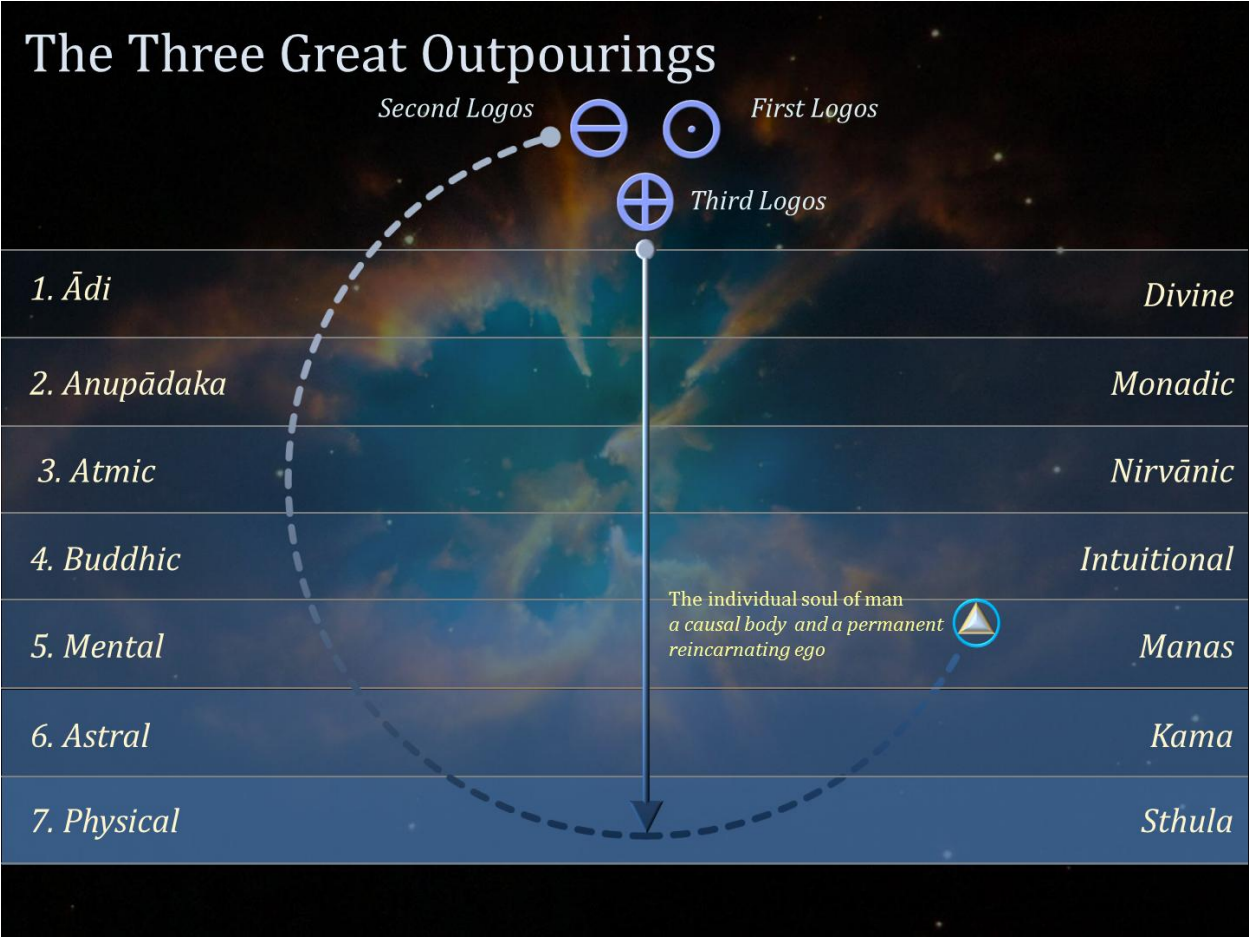 The Three Great Outpourings
Second Logos
First Logos
Third Logos
1. Ādi
Divine
2. Anupādaka
Monadic
3. Atmic
Nirvānic
4. Buddhic
Intuitional
The individual soul of man
a causal body and a permanent
reincarnating ego
5. Mental
Manas
6. Astral
Kama
7. Physical
Sthula